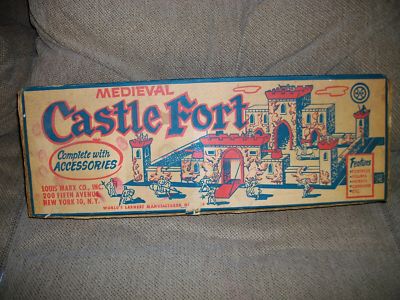 MEDIEVAL
Castle Fort
Complete with
ACCESSORIES
LOUIS MARX CO., INC.
200 FIFTH AVENUE
NEW YORK 10, N.Y.
WORLD'S LARGEST MANUFACTURER
Features